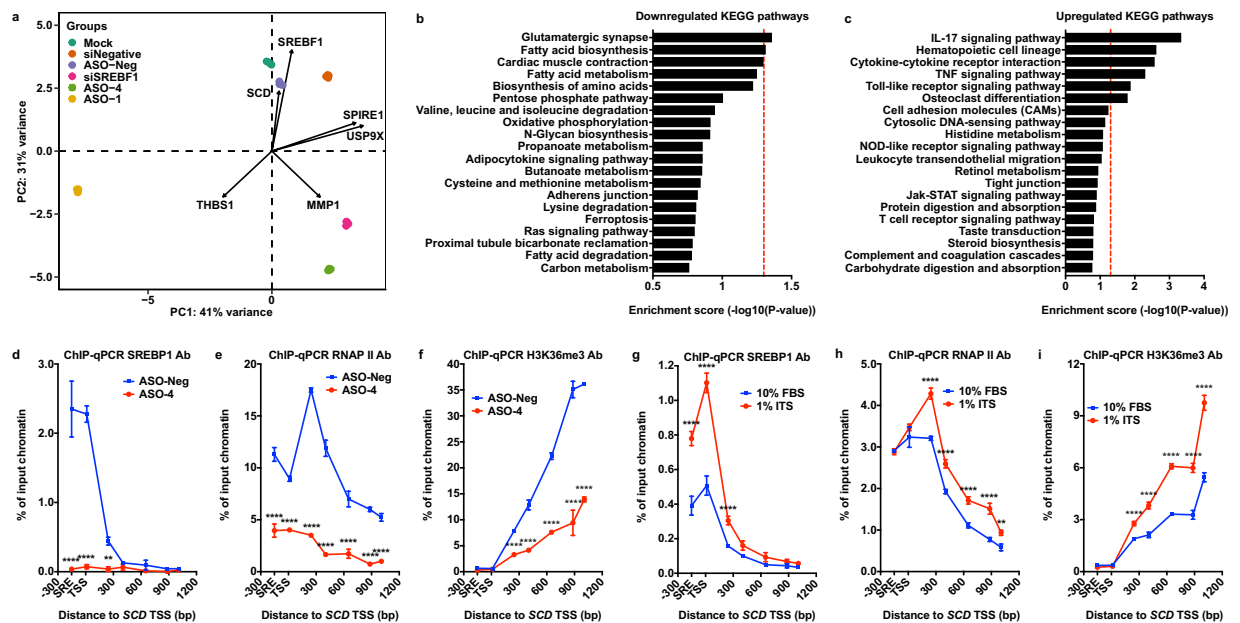 a
Groups
Mock
siNegative
ASO-Neg
siSREBF1
ASO-4
ASO-1
5.0
2.5
0.0
−2.5
−5.0
PC2: 31% variance
SREBF1
SCD
SPIRE1
USP9X
THBS1
MMP1
−5
0
PC1: 41% variance
b
Downregulated KEGG pathways
Glutamatergic synapse
Fatty acid biosynthesis
Cardiac muscle contraction
Fatty acid metabolism
Biosynthesis of amino acids
Pentose phosphate pathway
Valine, leucine and isoleucine degradation
Oxidative phosphorylation
N-Glycan biosynthesis
Propanoate metabolism
Adipocytokine signaling pathway
Butanoate metabolism
Cysteine and methionine metabolism
Adherens junction
Lysine degradation
Ferroptosis
Ras signaling pathway
Proximal tubule bicarbonate reclamation
Fatty acid degradation
Carbon metabolism
0.5 1.0 1.5
Enrichment score (-log10(P-value))
c
Upregulated KEGG pathways
IL-17 signaling pathway
Hematopoietic cell lineage
Cytokine-cytokine receptor interaction
TNF signaling pathway
Toll-like receptor signaling pathway
Osteoclast differentiation
Cell adhesion molecules (CAMs)
Cytosolic DNA-sensing pathway
Histidine metabolism
NOD-like receptor signaling pathway
Leukocyte transendothelial migration
Retinol metabolism
Tight junction
Jak-STAT signaling pathway
Protein digestion and absorption
T cell receptor signaling pathway
Taste transduction
Steroid biosynthesis
Complement and coagulation cascades
Carbohydrate digestion and absorption
0 1 2 3 4
Enrichment score (-log10(P-value))
d
ChIP-qPCR SREBP1 Ab
ASO-Neg
ASO-4
3.0
2.0
1.0
0.0
% of input chromatin
**** **** **
-300 SRE TSS 300 600 900 1200
Distance to SCD TSS (bp)
e
ChIP-qPCR RNAP II Ab
ASO-Neg
ASO-4
20
15
10
5
0
% of input chromatin
**** **** **** **** **** **** ****
-300 SRE TSS 300 600 900 1200
Distance to SCD TSS (bp)
f
ChIP-qPCR H3K36me3 Ab
ASO-Neg
ASO-4
40
35
30
25
20
15
10
5
0
% of input chromatin
**** **** **** **** ****
-300 SRE TSS 300 600 900 1200
Distance to SCD TSS (bp)
g
ChIP-qPCR SREBP1 Ab
10% FBS
1% ITS
1.2
0.8
0.6
0.4
0.2
0.0
% of input chromatin
**** **** ****
-300 SRE TSS 300 600 900 1200
Distance to SCD TSS (bp)
h
ChIP-qPCR RNAP II Ab
10% FBS
1% ITS
5.0
4.0
3.0
2.0
1.0
0.0
% of input chromatin
**** **** **** **** **
-300 SRE TSS 300 600 900 1200
Distance to SCD TSS (bp)
i
ChIP-qPCR H3K36me3 Ab
10% FBS
1% ITS
12
9
6
3
0
% of input chromatin
**** **** **** **** ****
-300 SRE TSS 300 600 900 1200
Distance to SCD TSS (bp)